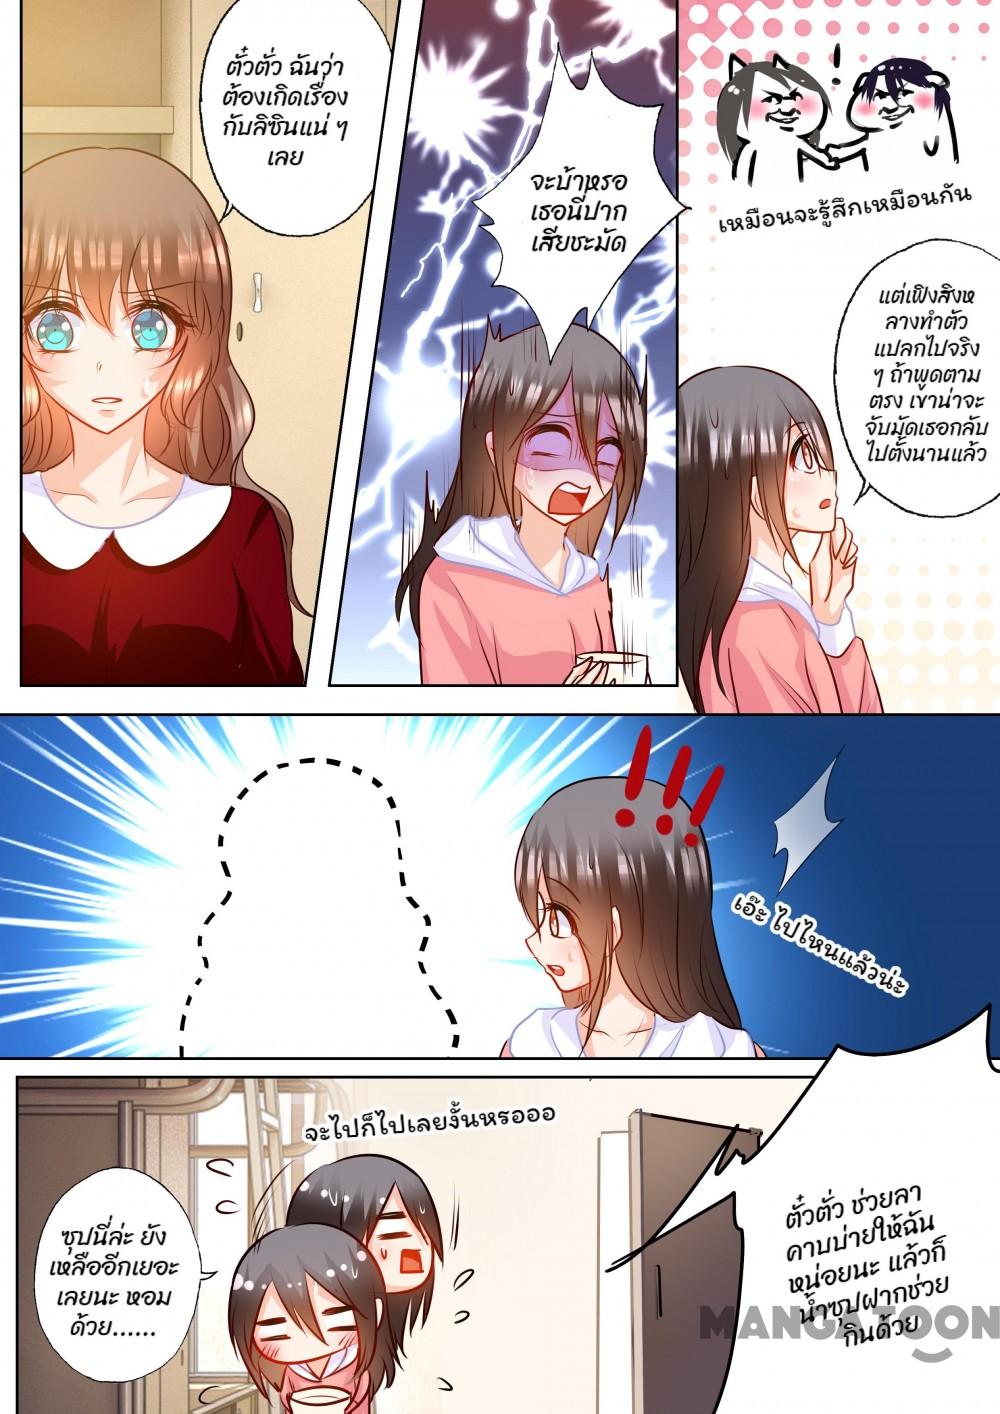 ตั๋วตั่ว ฉันว่า
ต้องเกิดเรื่อง
กับลิซินแน่ ๆ
เลย
จะบ้าหรอ
เธอนี่ปาก
เสียชะมัด
!
เหมือนจะรู้สึกเหมือนกัน
แต่เฟิงสิงห
ลางทำตัว
แปลกไปจริง
ๆ ถ้าพูดตาม
ตรง เขาน่าจะ
จับมัดเธอกลับ
ไปตั้งนานแล้ว
!!!
เอ๊ะ ไปไหนแล้วน่ะ
จะไปก็ไปเลยงั้นหรอออ
ซุปนี่ล่ะ ยัง
เหลืออีกเยอะ
เลยนะ หอม
ด้วย......
ตั๋วตั่ว ช่วยลา
คาบบ่ายให้ฉัน
หน่อยนะ แล้วก็
น้ำซุปฝากช่วย
กินด้วย
MANGATOON